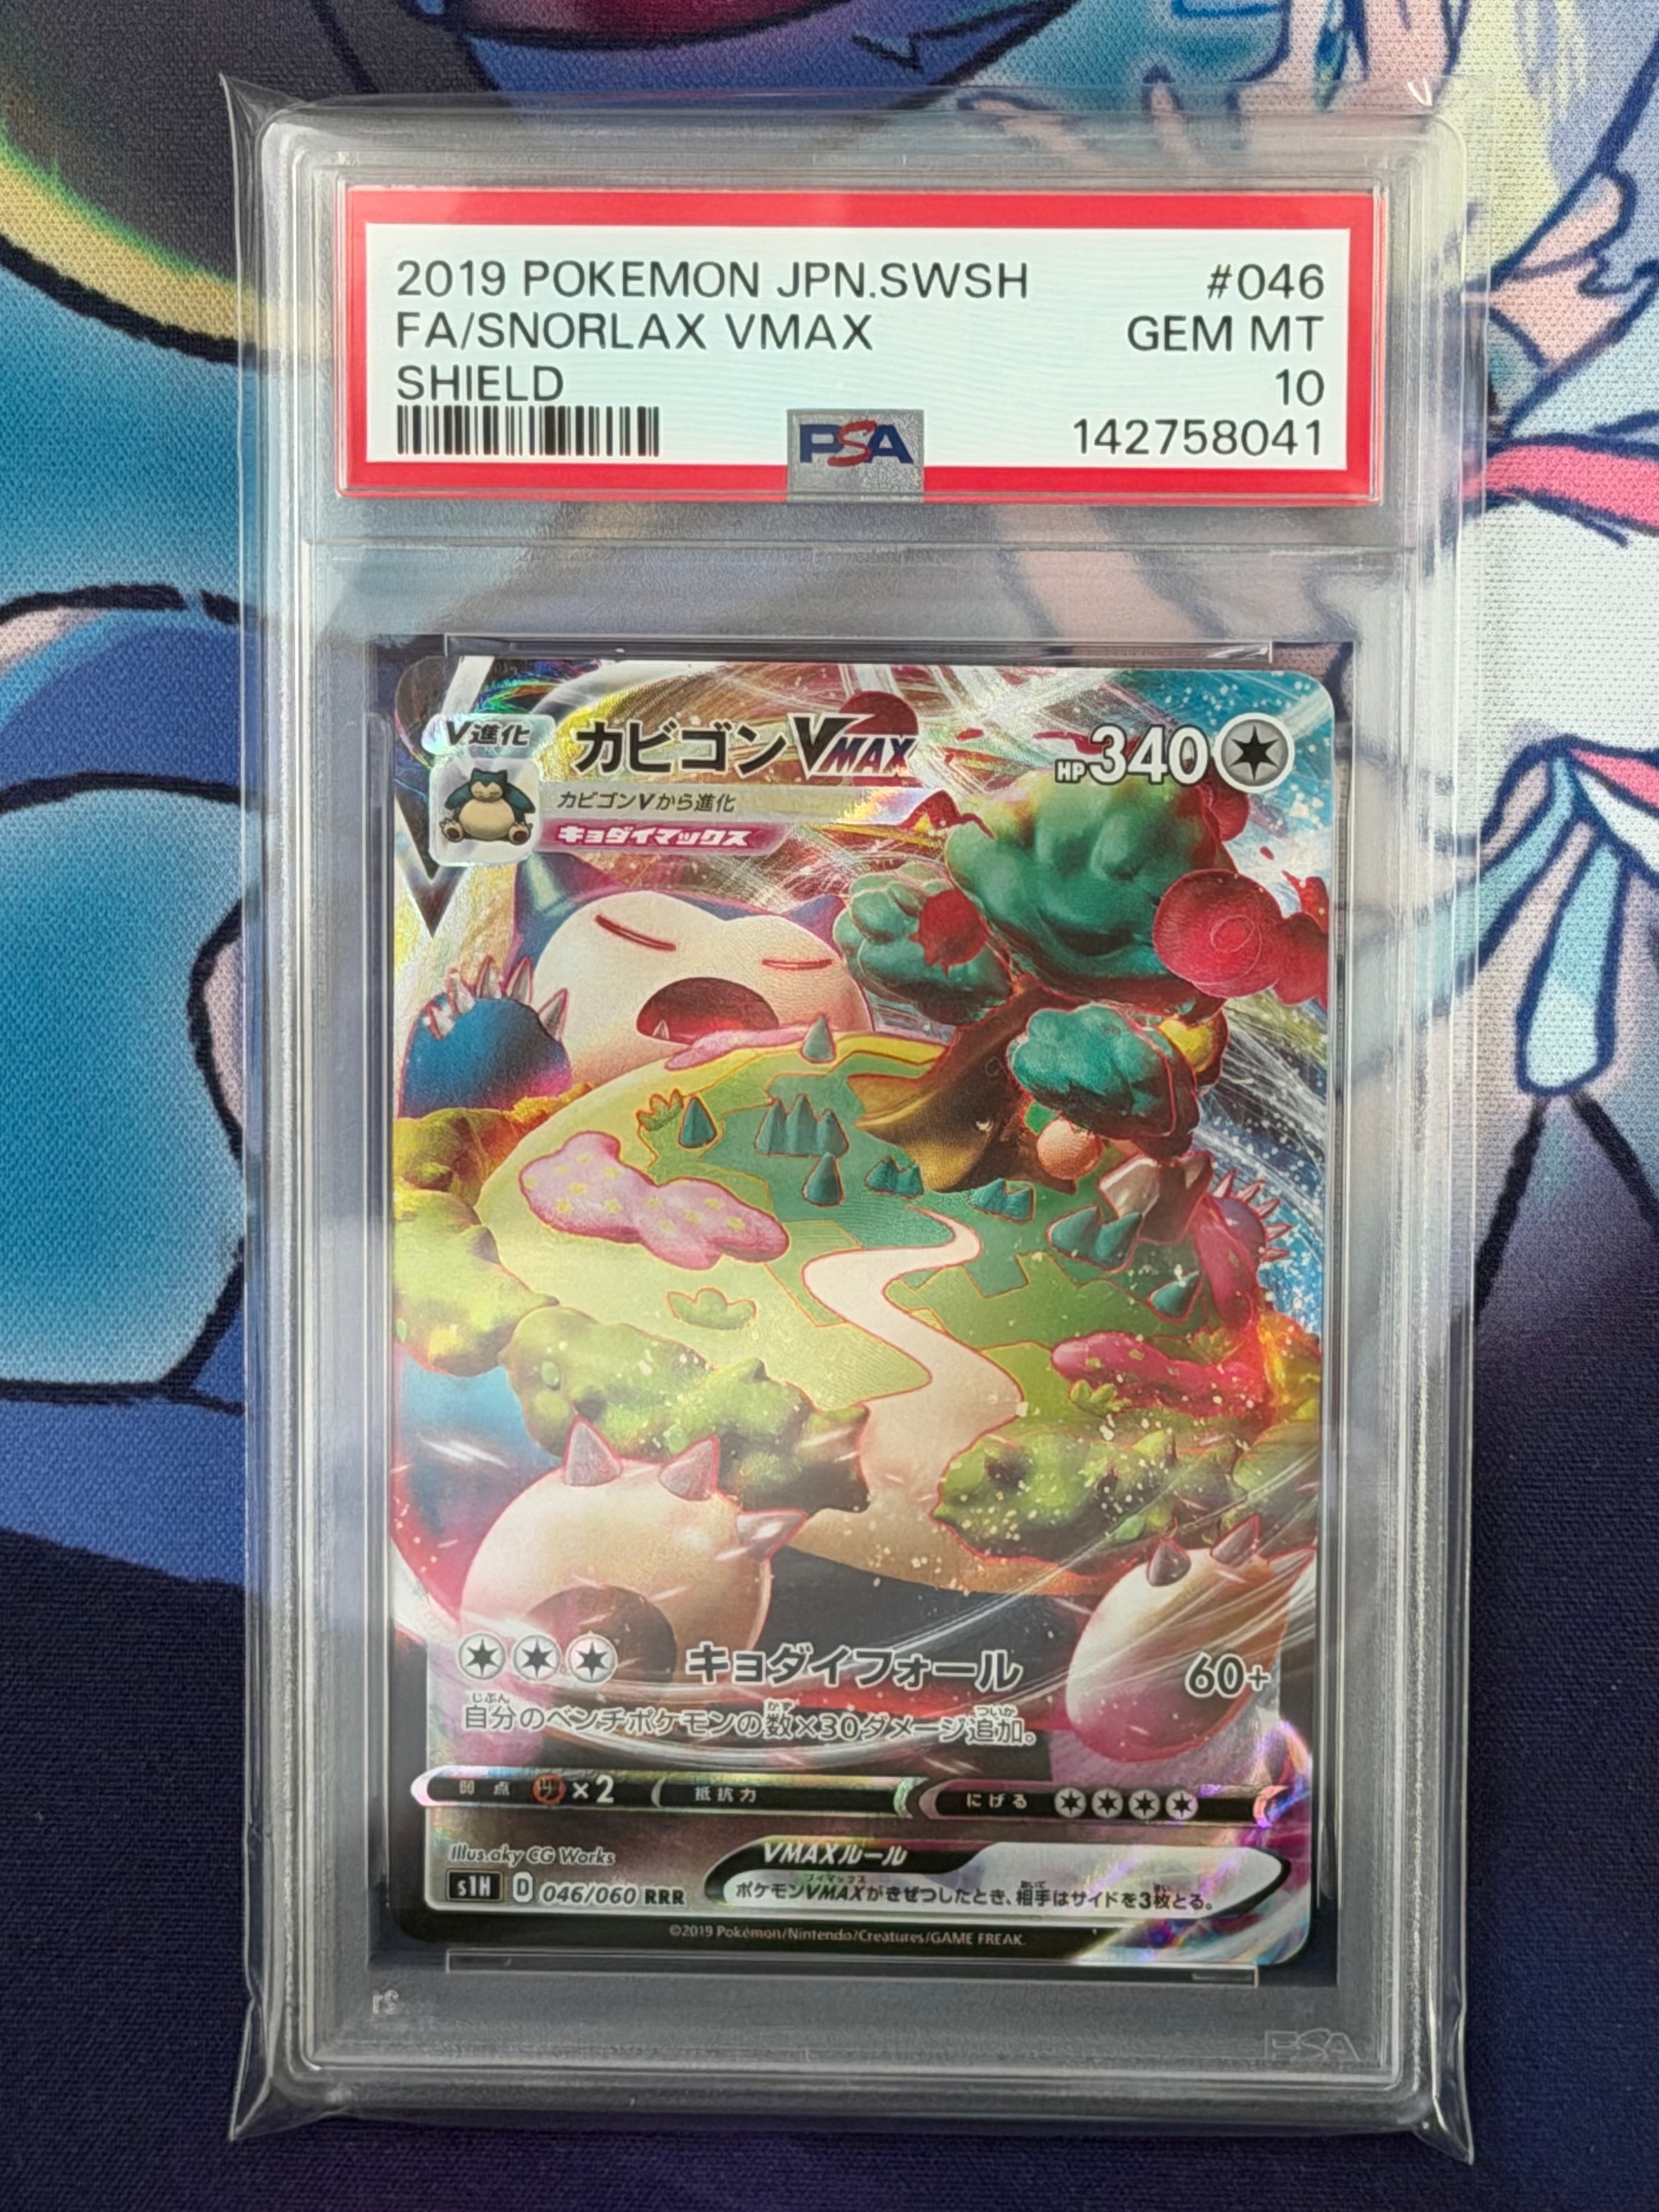 2019 POKEMON JPN.SWSH #046
FA/SNORLAX VMAX GEM MT
SHIELD 10
PSA 142758041
V進化 カビゴンVMAX HP340
カビゴンVから進化
キョダイマックス
キョダイフォール 60+
自分のベンチポケモンの数×30ダメージ追加。
弱点 ×2 抵抗力 にげる
Illus.aky CG Works
VMAXルール
s1H D 046/060 RRR
ポケモンVMAXがきぜつしたとき、相手はサイドを3枚とる。
©2019 Pokémon/Nintendo/Creatures/GAME FREAK.
PSA